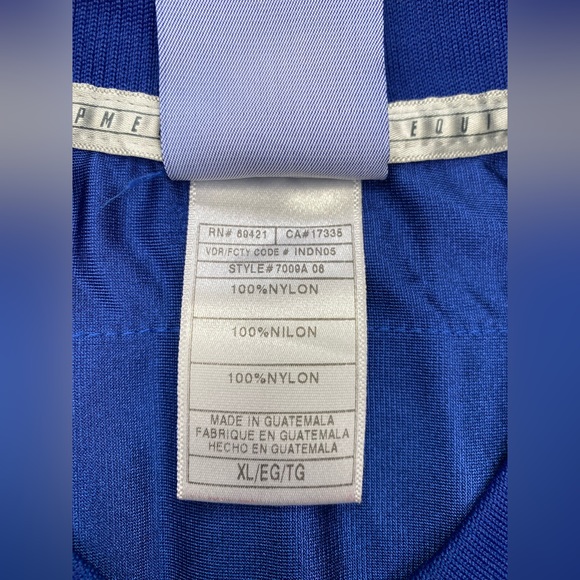 PME
EQUI
RN# 69421 CA#17335
VDR/FCTY CODE # INDN05
STYLE#7009A 06
100%NYLON
100%NILON
100%NYLON
MADE IN GUATEMALA
FABRIQUE EN GUATEMALA
HECHO EN GUATEMALA
XL/EG/TG